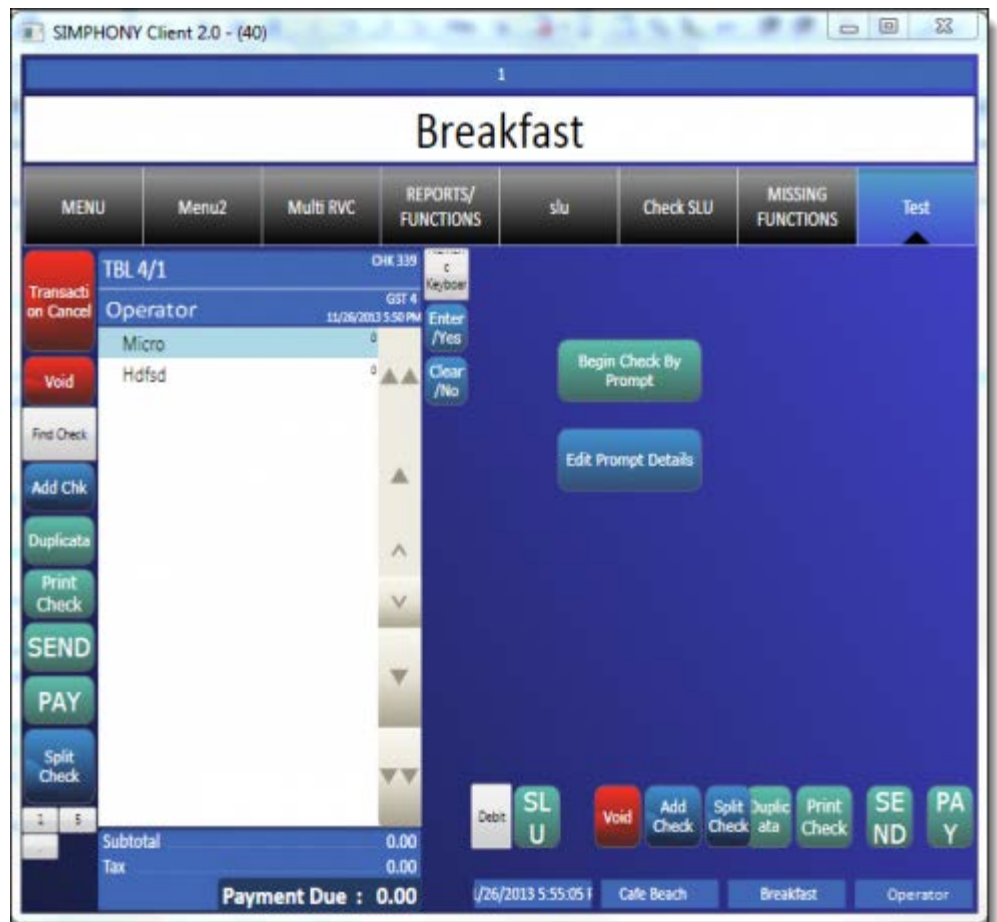 SIMPHONY Client 2.0 - (40)
1
Breakfast
MENU
Menu2
Multi RVC
REPORTS/
FUNCTIONS
slu
Check SLU
MISSING
FUNCTIONS
Test
Transacti
on Cancel
Void
Find Check
Add Chk
Duplicata
Print
Check
SEND
PAY
Split
Check
1 5
TBL 4/1
CHK 339
Operator
GST 4
11/26/2013 5:50 PM
Micro 0
Hdfsd 0
c
Keyboar
Enter
/Yes
Clear
/No
Begin Check By
Prompt
Edit Prompt Details
Subtotal 0.00
Tax 0.00
Payment Due : 0.00
Debit
SL
U
Void
Add
Check
Split
Check
Duplic
ata
Print
Check
SE
ND
PA
Y
/26/2013 5:55:05 P
Cafe Beach
Breakfast
Operator